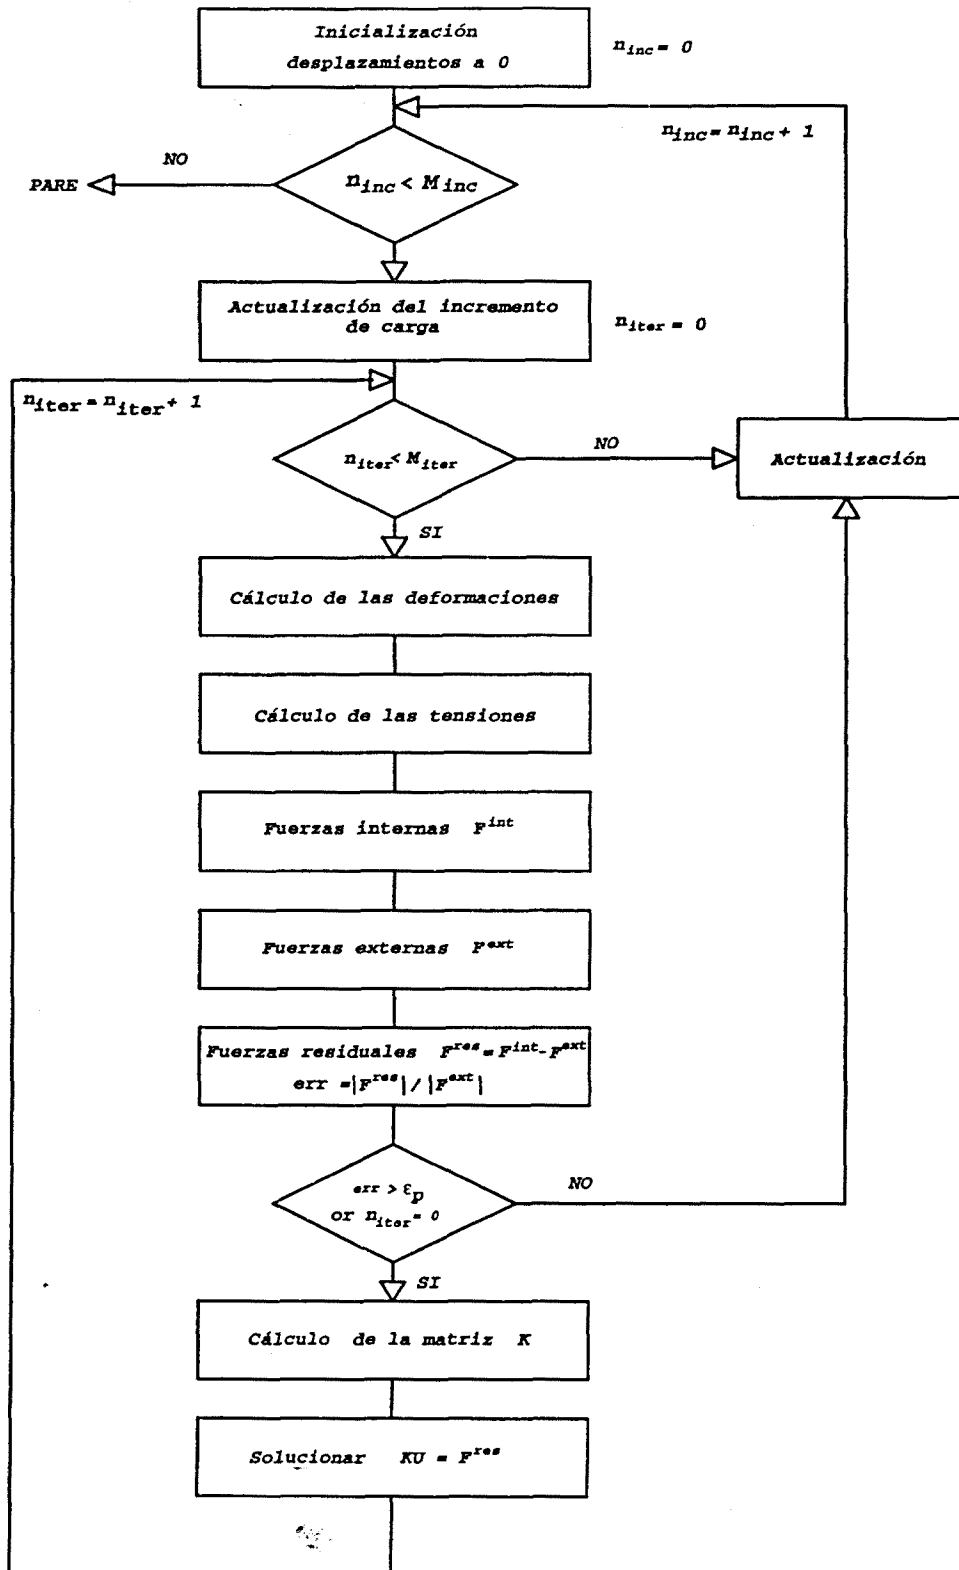 Inicialización
desplazamientos a 0
n_inc = 0
n_inc = n_inc + 1
NO
PARE
n_inc < M_inc
Actualización del incremento
de carga
n_iter = 0
n_iter = n_iter + 1
n_iter < M_iter
NO
Actualización
SI
Cálculo de las deformaciones
Cálculo de las tensiones
Fuerzas internas F^int
Fuerzas externas F^ext
Fuerzas residuales F^res = F^int - F^ext
err = |F^res| / |F^ext|
err > ε_p
or n_iter = 0
NO
SI
Cálculo de la matriz K
Solucionar KU = F^res